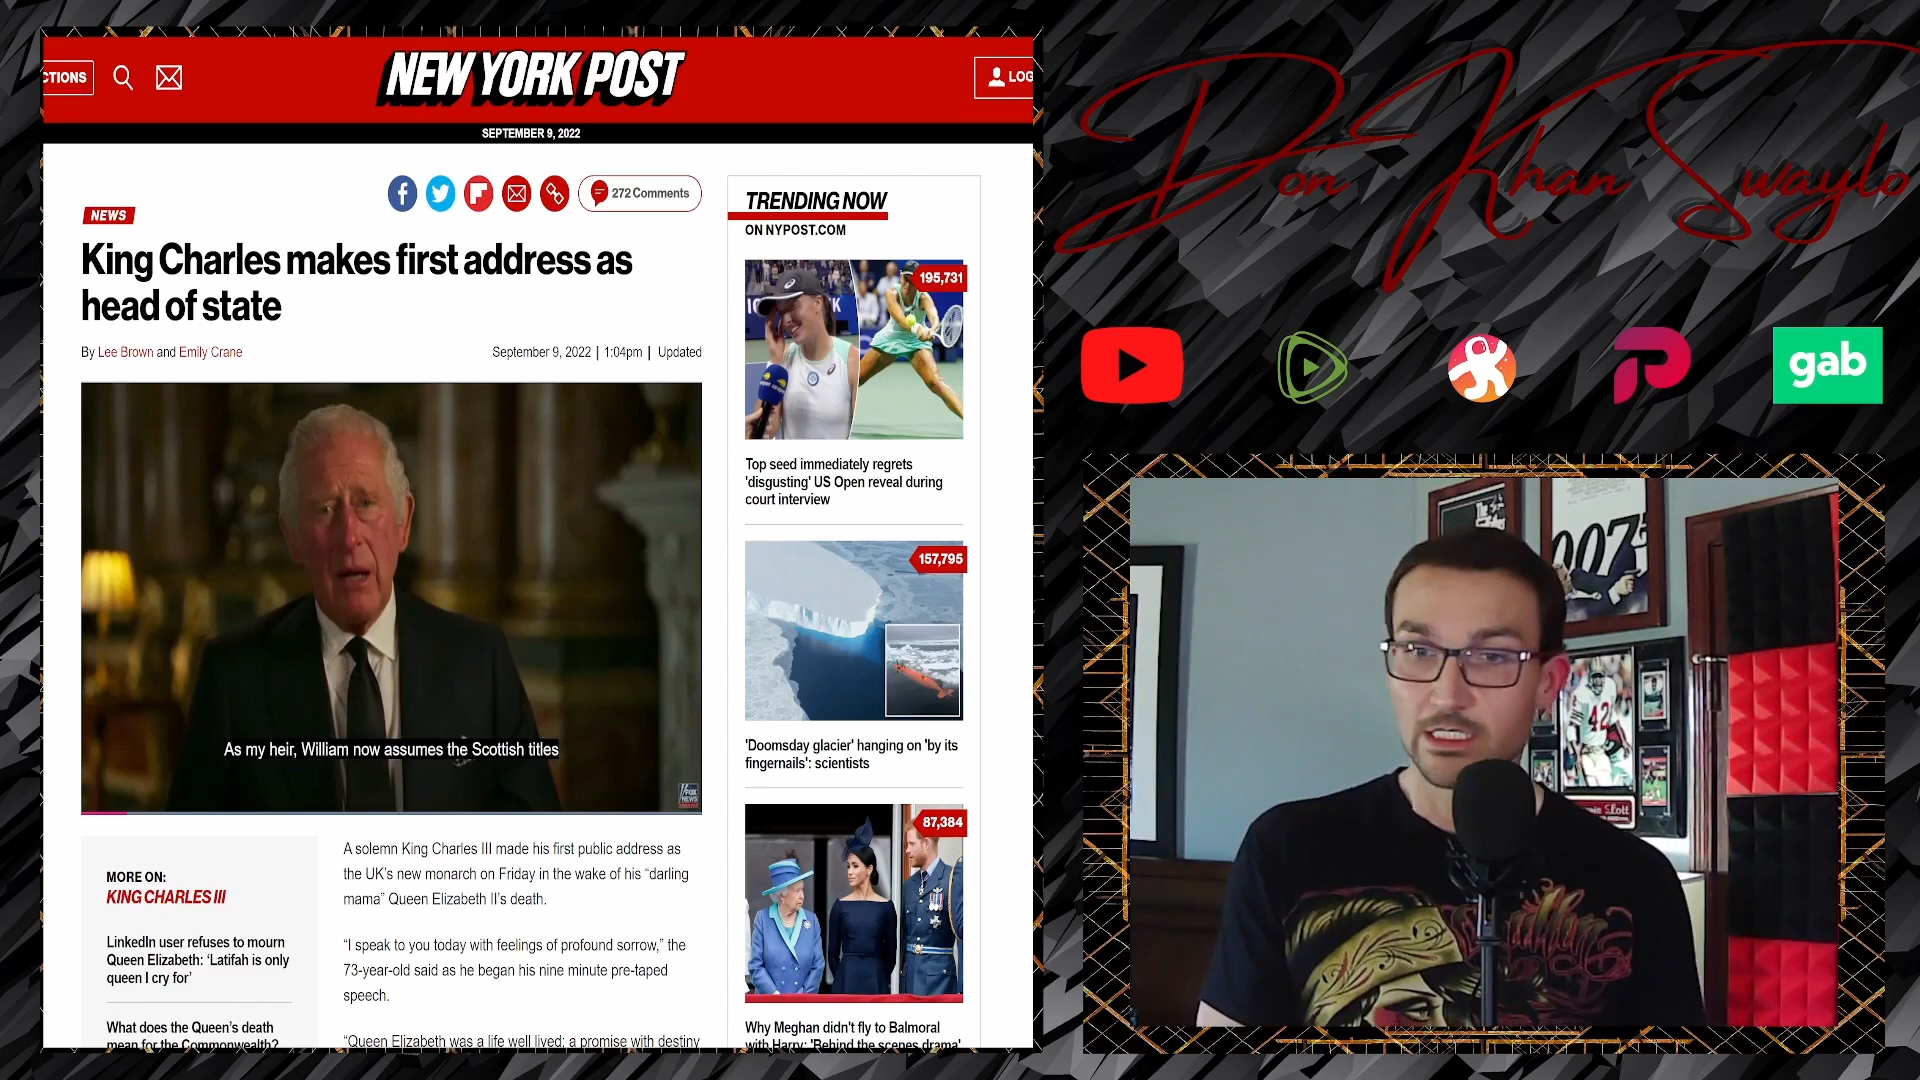 CTIONS
NEW YORK POST
LOG
SEPTEMBER 9, 2022
272 Comments
NEWS
King Charles makes first address as
head of state
By Lee Brown and Emily Crane
September 9, 2022 | 1:04pm | Updated
As my heir, William now assumes the Scottish titles
FOX
NEWS
MORE ON:
KING CHARLES III
LinkedIn user refuses to mourn
Queen Elizabeth: ‘Latifah is only
queen I cry for’
What does the Queen’s death
mean for the Commonwealth?
A solemn King Charles III made his first public address as
the UK’s new monarch on Friday in the wake of his “darling
mama” Queen Elizabeth II’s death.
“I speak to you today with feelings of profound sorrow,” the
73-year-old said as he began his nine minute pre-taped
speech.
“Queen Elizabeth was a life well lived; a promise with destiny
TRENDING NOW
ON NYPOST.COM
195,731
Top seed immediately regrets
'disgusting' US Open reveal during
court interview
157,795
'Doomsday glacier' hanging on 'by its
fingernails': scientists
87,384
Why Meghan didn't fly to Balmoral
with Harry: 'Behind the scenes drama'
Don Khan Swaylo
gab
007
42